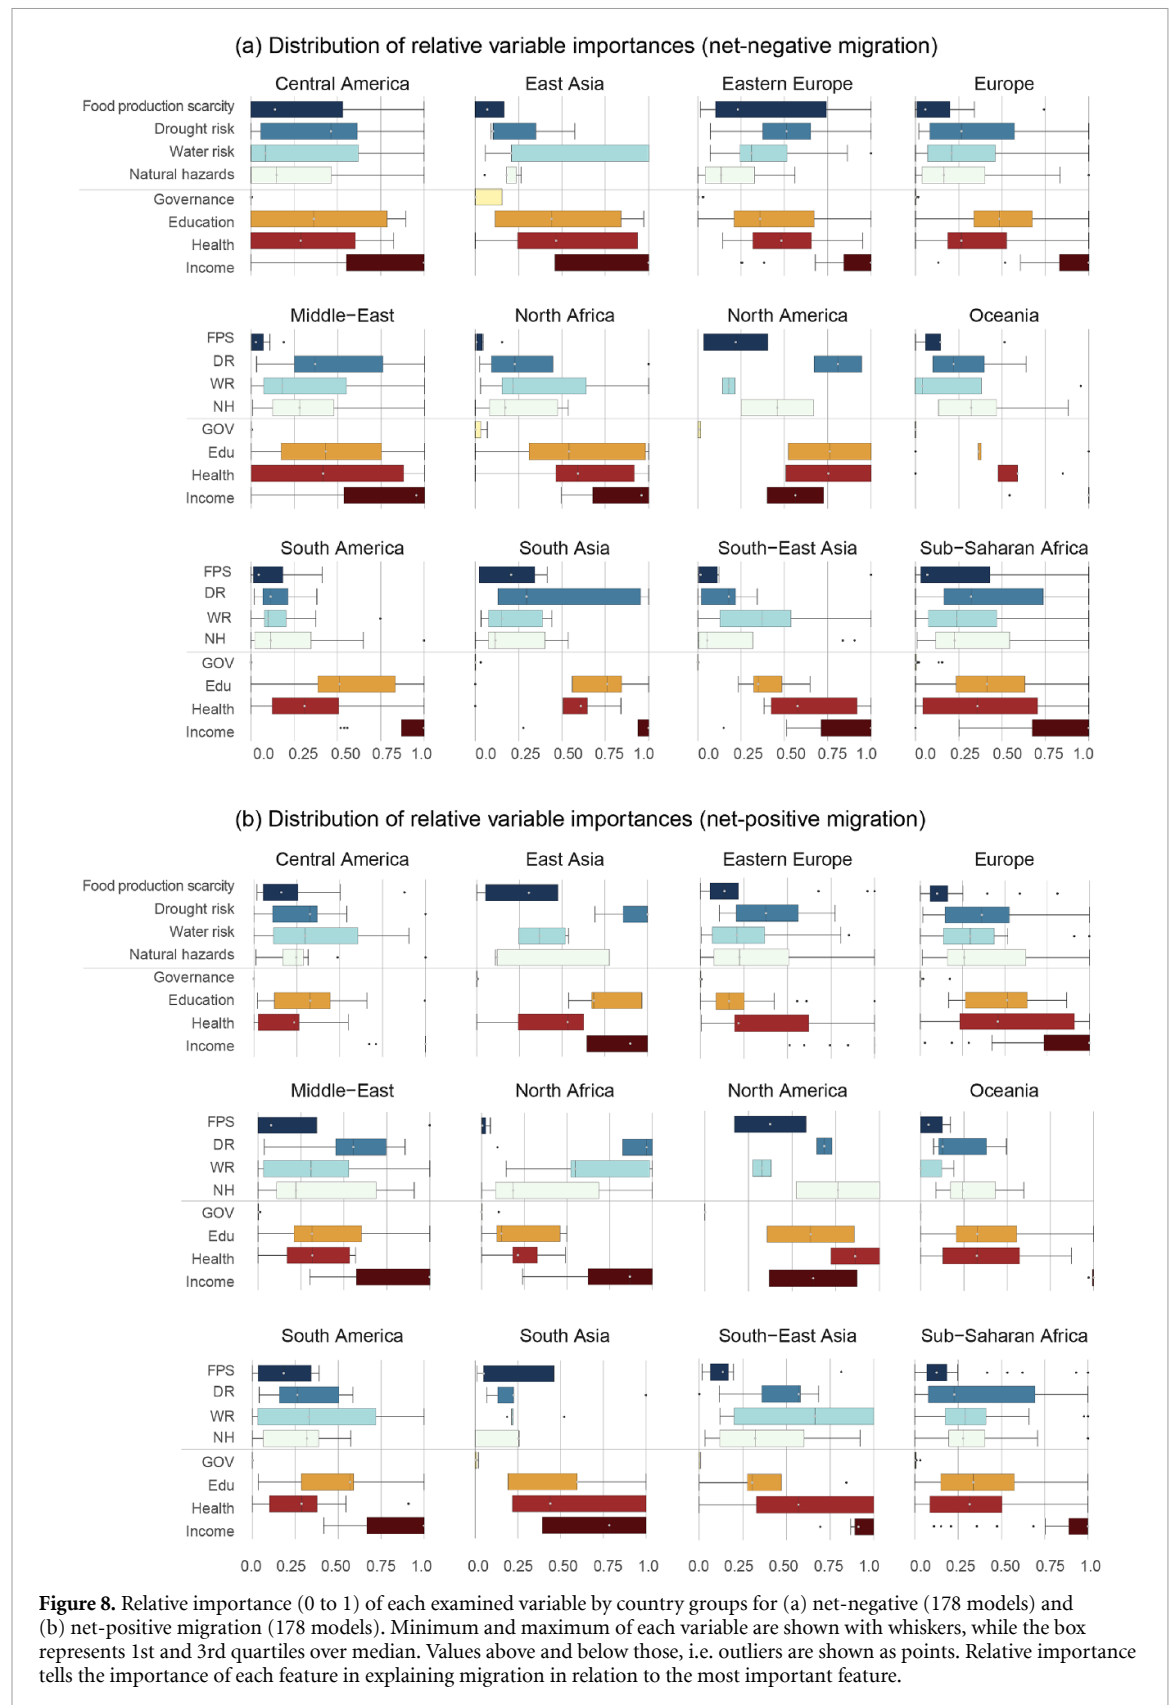 (a) Distribution of relative variable importances (net-negative migration)
Central America East Asia Eastern Europe Europe
Food production scarcity
Drought risk
Water risk
Natural hazards
Governance
Education
Health
Income
Middle−East North Africa North America Oceania
FPS
DR
WR
NH
GOV
Edu
Health
Income
South America South Asia South−East Asia Sub−Saharan Africa
FPS
DR
WR
NH
GOV
Edu
Health
Income
0.0 0.25 0.50 0.75 1.0 0.0 0.25 0.50 0.75 1.0 0.0 0.25 0.50 0.75 1.0 0.0 0.25 0.50 0.75 1.0
(b) Distribution of relative variable importances (net-positive migration)
Central America East Asia Eastern Europe Europe
Food production scarcity
Drought risk
Water risk
Natural hazards
Governance
Education
Health
Income
Middle−East North Africa North America Oceania
FPS
DR
WR
NH
GOV
Edu
Health
Income
South America South Asia South−East Asia Sub−Saharan Africa
FPS
DR
WR
NH
GOV
Edu
Health
Income
0.0 0.25 0.50 0.75 1.0 0.0 0.25 0.50 0.75 1.0 0.0 0.25 0.50 0.75 1.0 0.0 0.25 0.50 0.75 1.0
Figure 8. Relative importance (0 to 1) of each examined variable by country groups for (a) net-negative (178 models) and
(b) net-positive migration (178 models). Minimum and maximum of each variable are shown with whiskers, while the box
represents 1st and 3rd quartiles over median. Values above and below those, i.e. outliers are shown as points. Relative importance
tells the importance of each feature in explaining migration in relation to the most important feature.